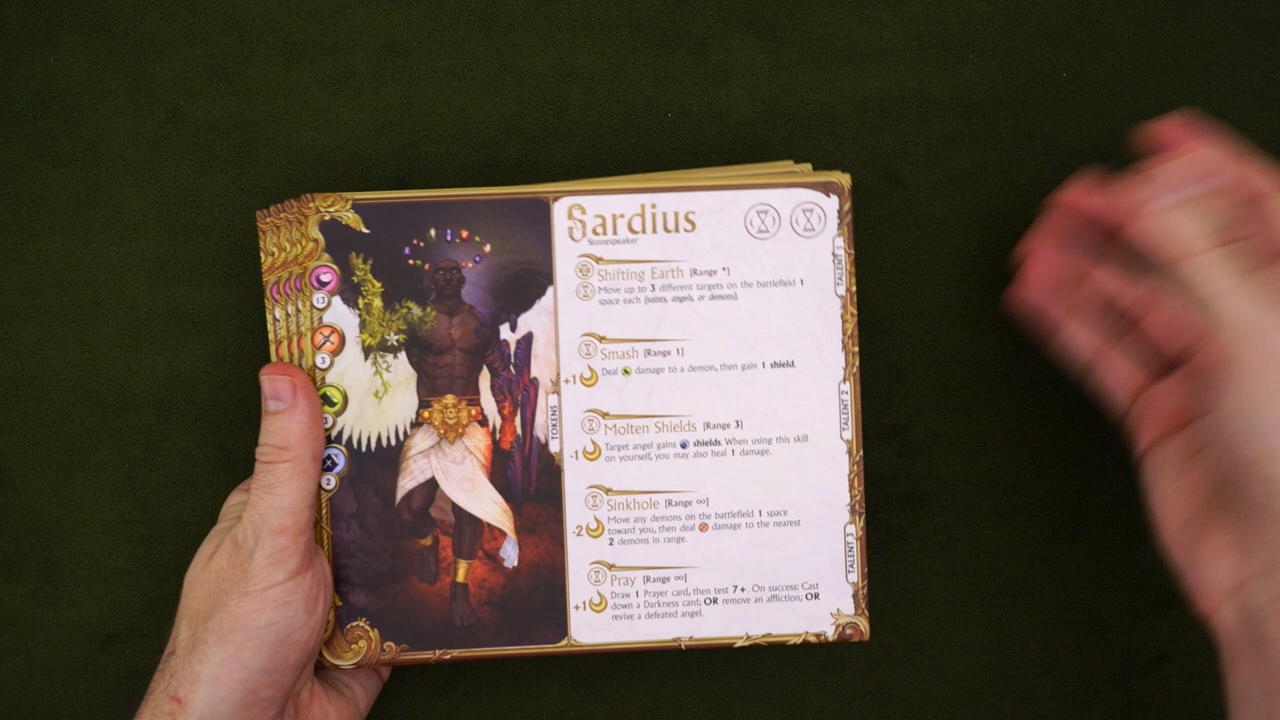 Sardius
Stonespeaker
Shifting Earth [Range *]
Move up to 3 different targets on the battlefield 1
space each (saints, angels, or demons).
Smash [Range 1]
+1
Deal damage to a demon, then gain 1 shield.
Molten Shields [Range 3]
-1
Target angel gains shields. When using this skill
on yourself, you may also heal 1 damage.
Sinkhole [Range ∞]
-2
Move any demons on the battlefield 1 space
toward you, then deal damage to the nearest
2 demons in range.
Pray [Range ∞]
+1
Draw 1 Prayer card, then test 7+. On success: Cast
down a Darkness card; OR remove an affliction; OR
revive a defeated angel.
13
3
2
TOKENS
TALENT 1
TALENT 2
TALENT 3